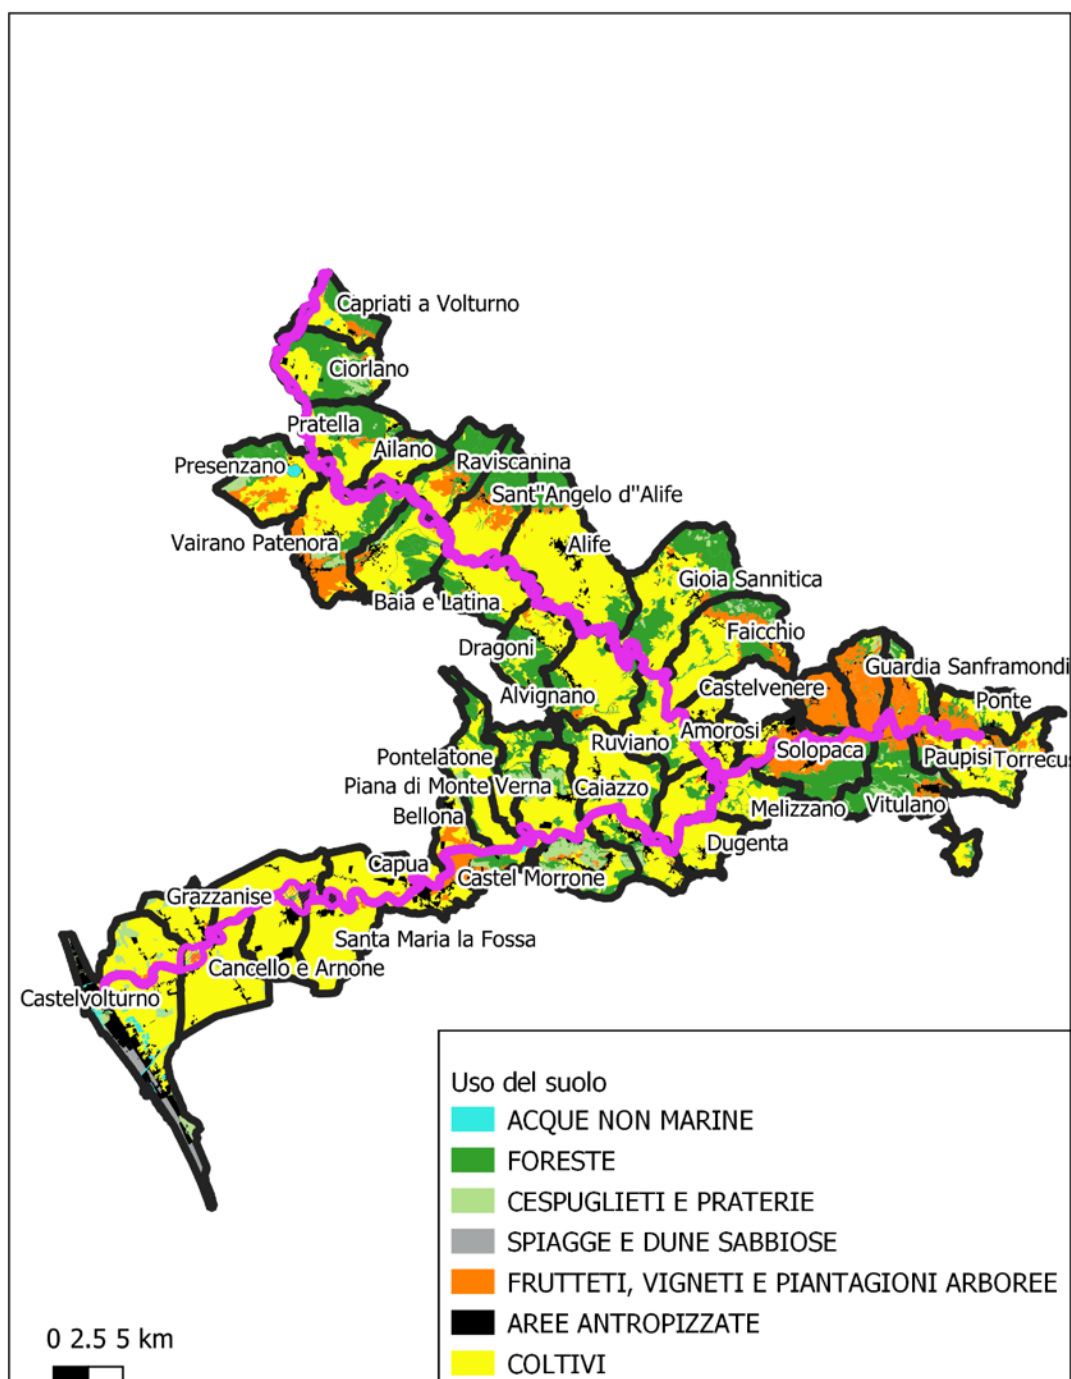 Capriati a Volturno
Ciorlano
Pratella
Ailano
Presenzano
Raviscanina
Sant"Angelo d"Alife
Vairano Patenora
Alife
Gioia Sannitica
Baia e Latina
Faicchio
Dragoni
Guardia Sanframondi
Alvignano
Castelvenere
Ponte
Ruviano
Amorosi
Pontelatone
Solopaca
Paupisi
Torrecus
Piana di Monte Verna
Caiazzo
Melizzano
Vitulano
Bellona
Dugenta
Capua
Castel Morrone
Grazzanise
Santa Maria la Fossa
Cancello e Arnone
Castelvolturno
Uso del suolo
ACQUE NON MARINE
FORESTE
CESPUGLIETI E PRATERIE
SPIAGGE E DUNE SABBIOSE
FRUTTETI, VIGNETI E PIANTAGIONI ARBOREE
AREE ANTROPIZZATE
COLTIVI
0 2.5 5 km